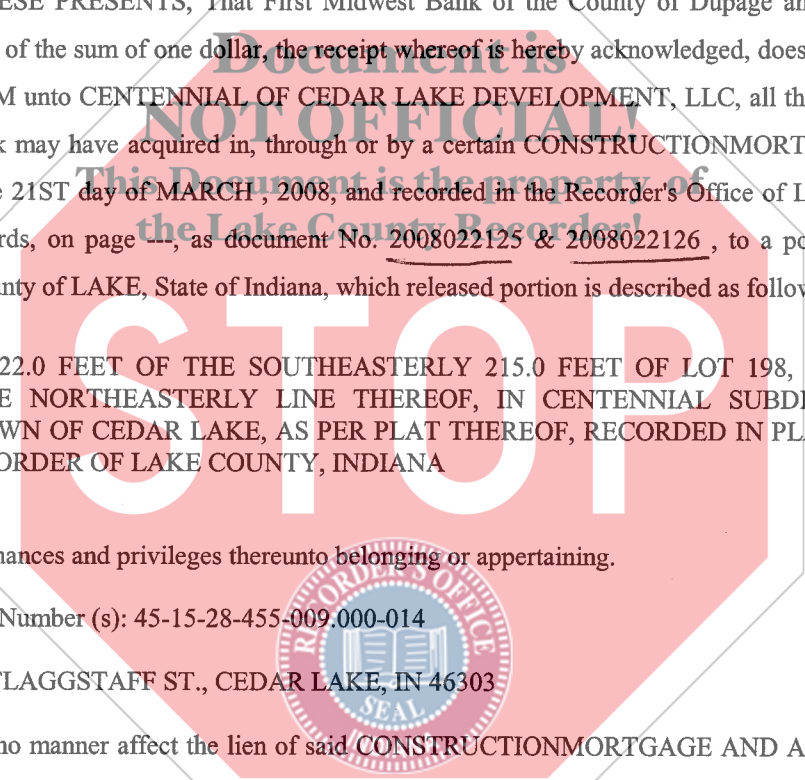 ESE PRESENTS, That First Midwest Bank of the County of Dupage an
Document is
of the sum of one dollar, the receipt whereof is hereby acknowledged, does
M unto CENTENNIAL OF CEDAR LAKE DEVELOPMENT, LLC, all th
NOT OFFICIAL!
k may have acquired in, through or by a certain CONSTRUCTIONMORT
This Document is the property of
e 21ST day of MARCH , 2008, and recorded in the Recorder's Office of L
the Lake County Recorder!
rds, on page ---, as document No. 2008022125 & 2008022126 , to a po
nty of LAKE, State of Indiana, which released portion is described as follow
STOP
22.0 FEET OF THE SOUTHEASTERLY 215.0 FEET OF LOT 198,
E NORTHEASTERLY LINE THEREOF, IN CENTENNIAL SUBDI
WN OF CEDAR LAKE, AS PER PLAT THEREOF, RECORDED IN PLA
ORDER OF LAKE COUNTY, INDIANA
nances and privileges thereunto belonging or appertaining.
Number (s): 45-15-28-455-009.000-014
RECORDER'S OFFICE
FLAGGSTAFF ST., CEDAR LAKE, IN 46303
SEAL
no manner affect the lien of said CONSTRUCTIONMORTGAGE AND A